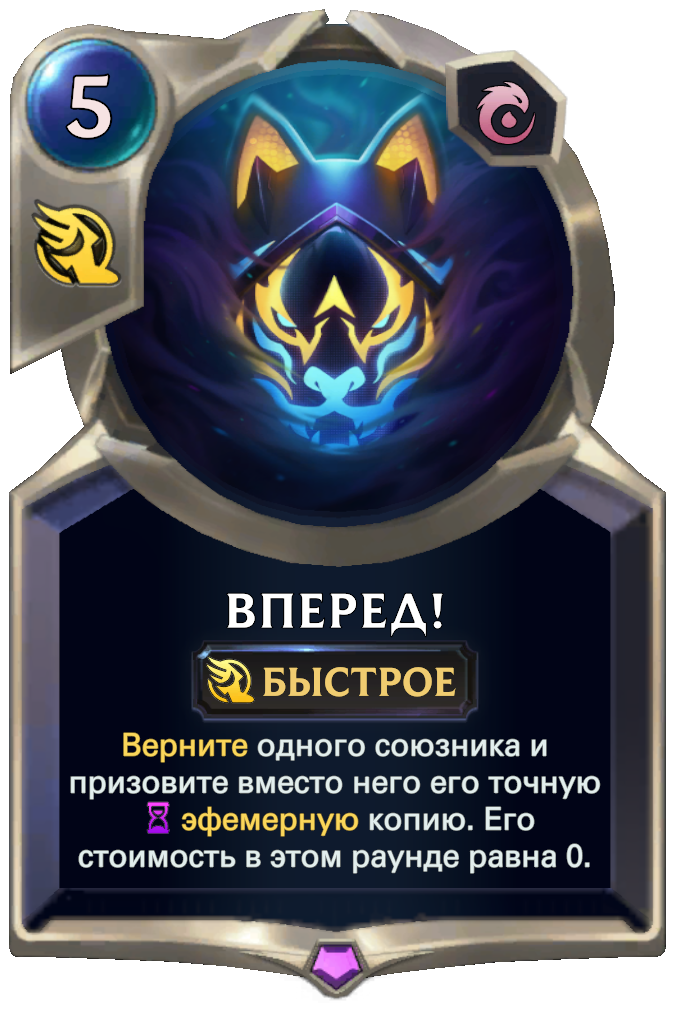 5
ВПЕРЕД!
БЫСТРОЕ
Верните одного союзника и
призовите вместо него его точную
эфемерную копию. Его
стоимость в этом раунде равна 0.